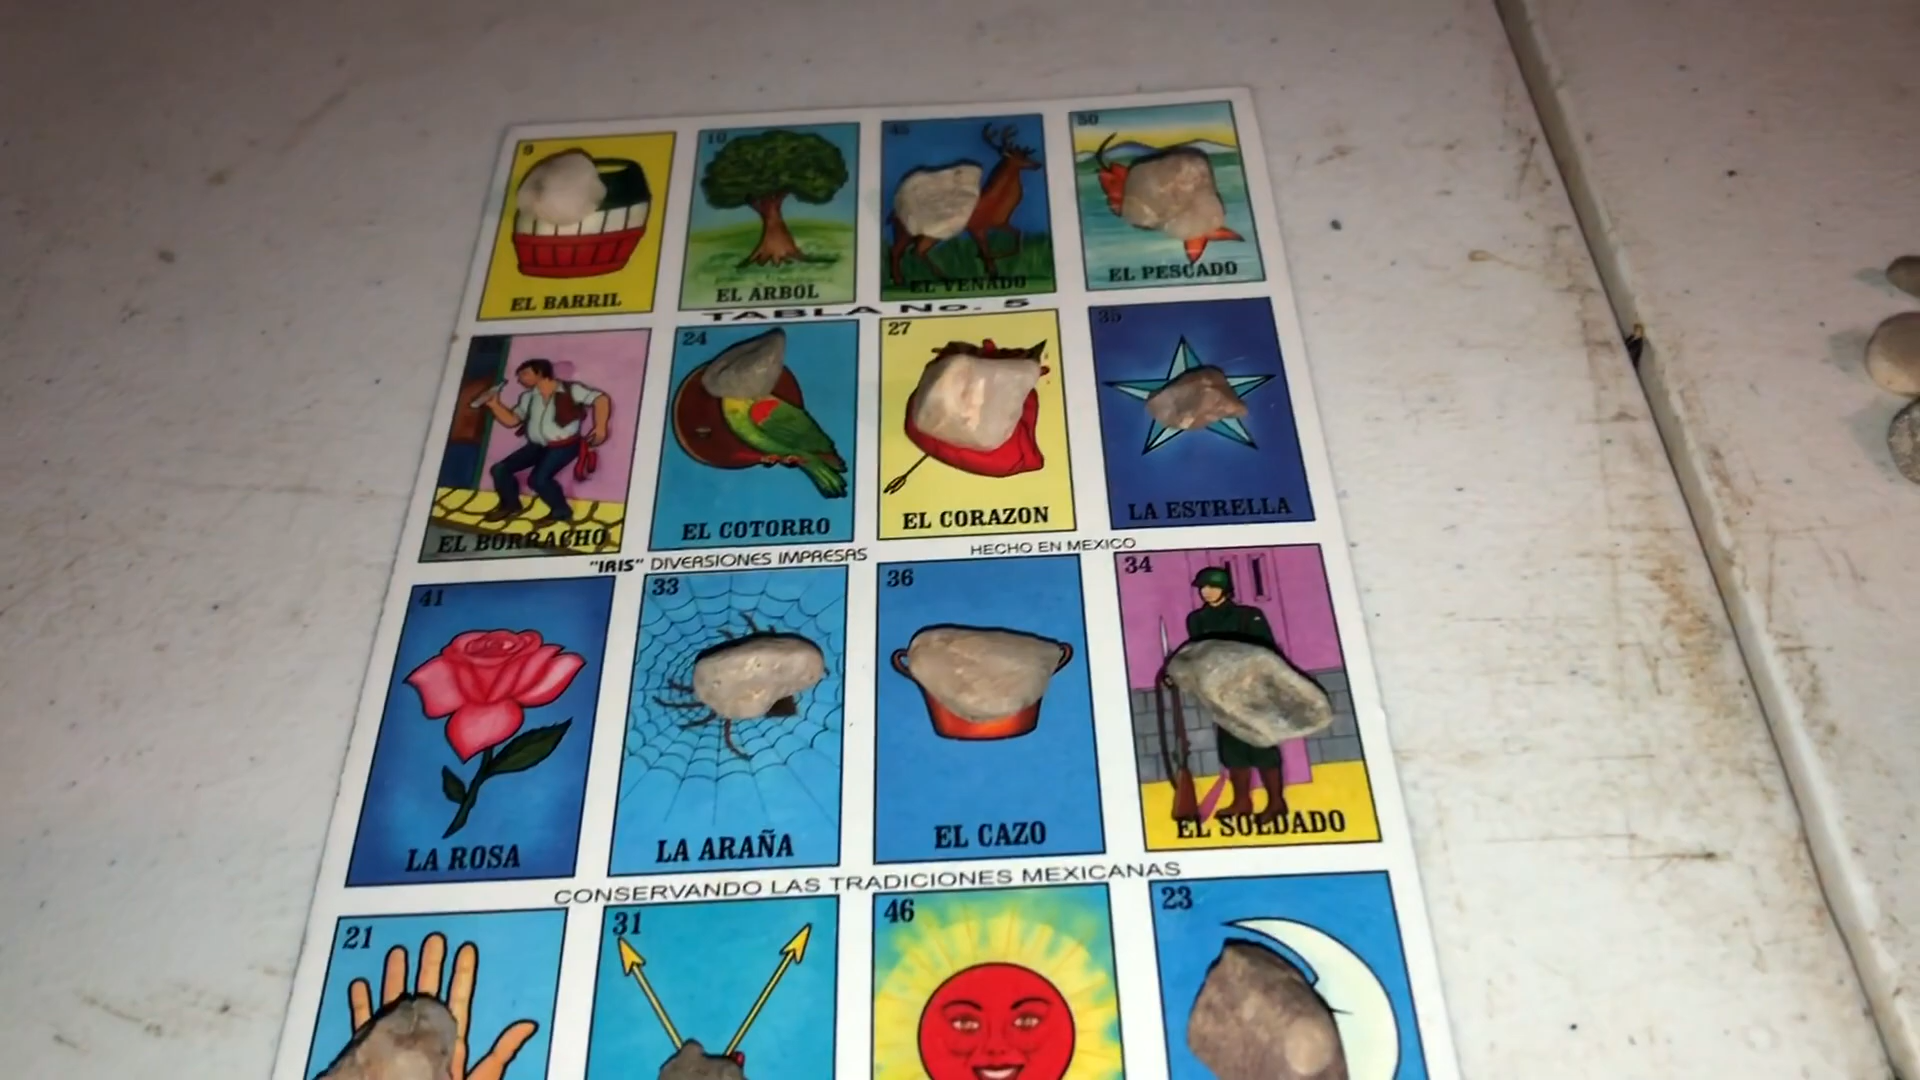 9
10
45
50
EL BARRIL
EL ARBOL
EL VENADO
EL PESCADO
TABLA No. 5
24
27
35
EL BORRACHO
EL COTORRO
EL CORAZON
LA ESTRELLA
"IRIS" DIVERSIONES IMPRESAS
HECHO EN MEXICO
41
33
36
34
LA ROSA
LA ARAÑA
EL CAZO
EL SOLDADO
CONSERVANDO LAS TRADICIONES MEXICANAS
21
31
46
23